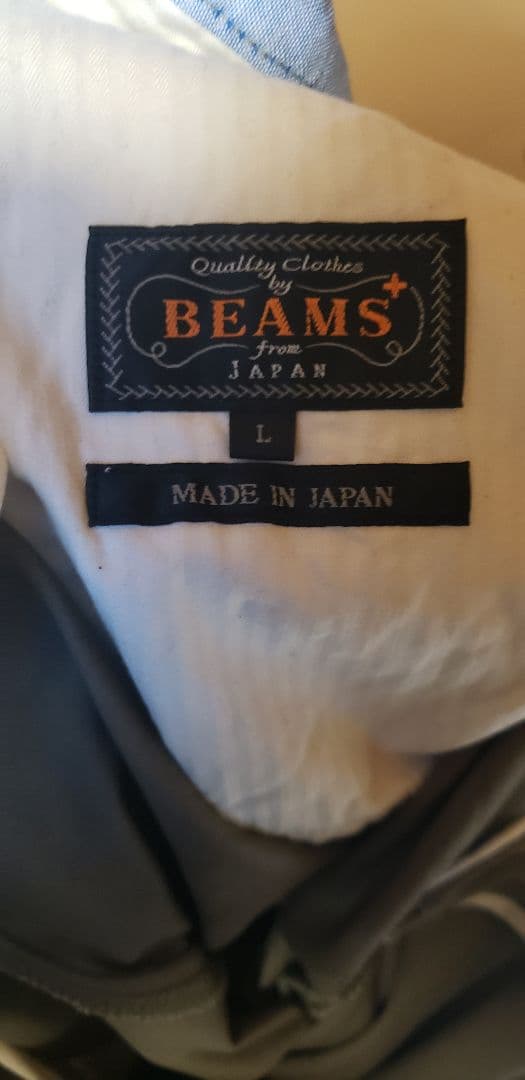 Quality Clothes
by
BEAMS+
from
JAPAN
L
MADE IN JAPAN